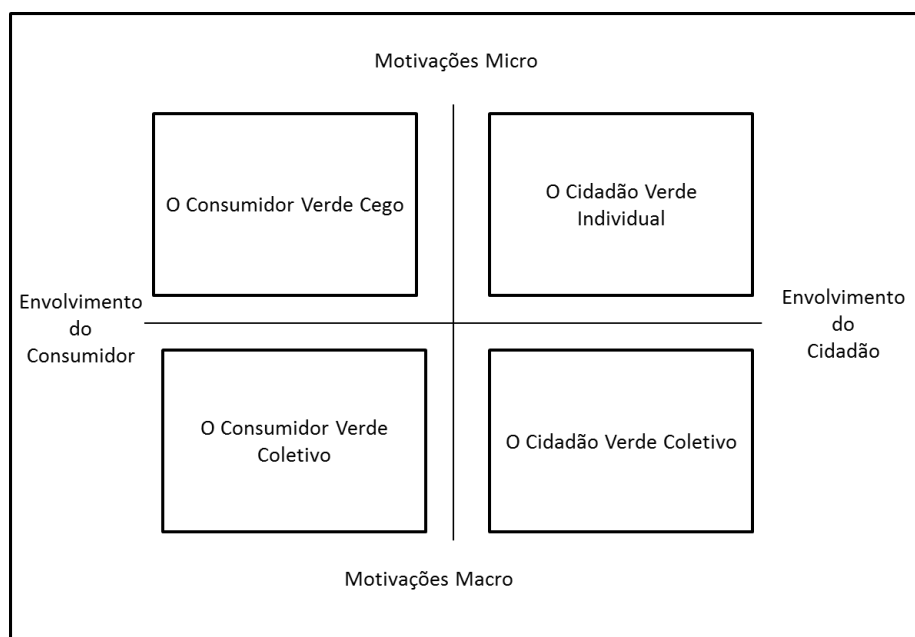 Motivações Micro
O Consumidor Verde Cego
O Cidadão Verde
Individual
Envolvimento
do
Consumidor
Envolvimento
do
Cidadão
O Consumidor Verde
Coletivo
O Cidadão Verde Coletivo
Motivações Macro